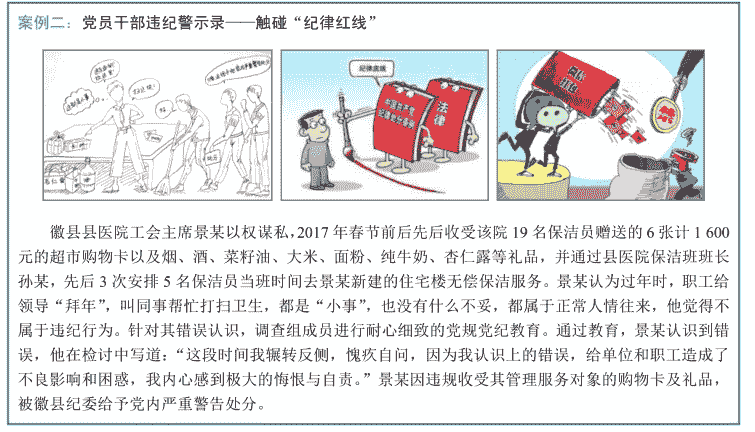 案例二：党员干部违纪警示录——触碰“纪律红线”
纪律底线
中国共产党
纪律处分条例
法律
徽县县医院工会主席景某以权谋私,2017年春节前后先后收受该院19名保洁员赠送的6张计1 600
元的超市购物卡以及烟、酒、菜籽油、大米、面粉、纯牛奶、杏仁露等礼品，并通过县医院保洁班班长
孙某，先后3次安排5名保洁员当班时间去景某新建的住宅楼无偿保洁服务。景某认为过年时，职工给
领导“拜年”，叫同事帮忙打扫卫生，都是“小事”，也没有什么不妥，都属于正常人情往来，他觉得不
属于违纪行为。针对其错误认识，调查组成员进行耐心细致的党规党纪教育。通过教育，景某认识到错
误，他在检讨中写道：“这段时间我辗转反侧，愧疚自问，因为我认识上的错误，给单位和职工造成了
不良影响和困惑，我内心感到极大的悔恨与自责。”景某因违规收受其管理服务对象的购物卡及礼品，
被徽县纪委给予党内严重警告处分。